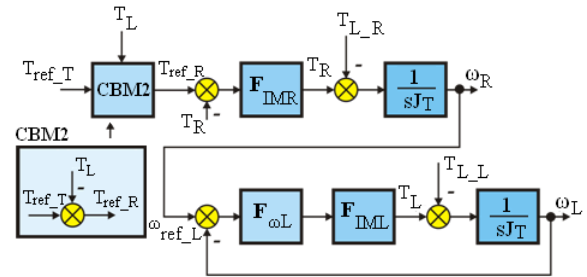 T_L
T_L_R
T_ref_T
CBM2
T_ref_R
F_IMR
T_R
-
1
sJ_T
ω_R
T_R
-
CBM2
T_L
-
T_ref_T
T_ref_R
ω_ref_L
-
F_ωL
F_IML
T_L
T_L_L
-
1
sJ_T
ω_L